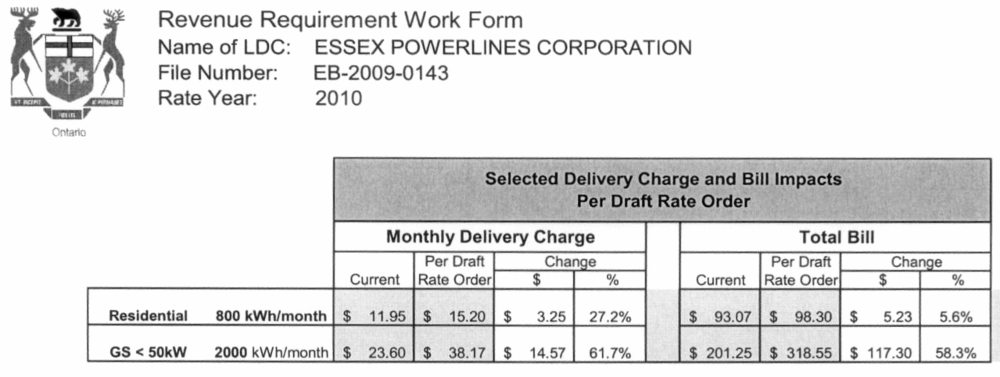 Revenue Requirement Work Form
Name of LDC: ESSEX POWERLINES CORPORATION
File Number: EB-2009-0143
Rate Year: 2010
Ontario
Selected Delivery Charge and Bill Impacts
Per Draft Rate Order
Monthly Delivery Charge Total Bill
Per Draft Change Per Draft Change
Current Rate Order $ % Current Rate Order $ %
Residential 800 kWh/month $ 11.95 $ 15.20 $ 3.25 27.2% $ 93.07 $ 98.30 $ 5.23 5.6%
GS < 50kW 2000 kWh/month $ 23.60 $ 38.17 $ 14.57 61.7% $ 201.25 $ 318.55 $ 117.30 58.3%